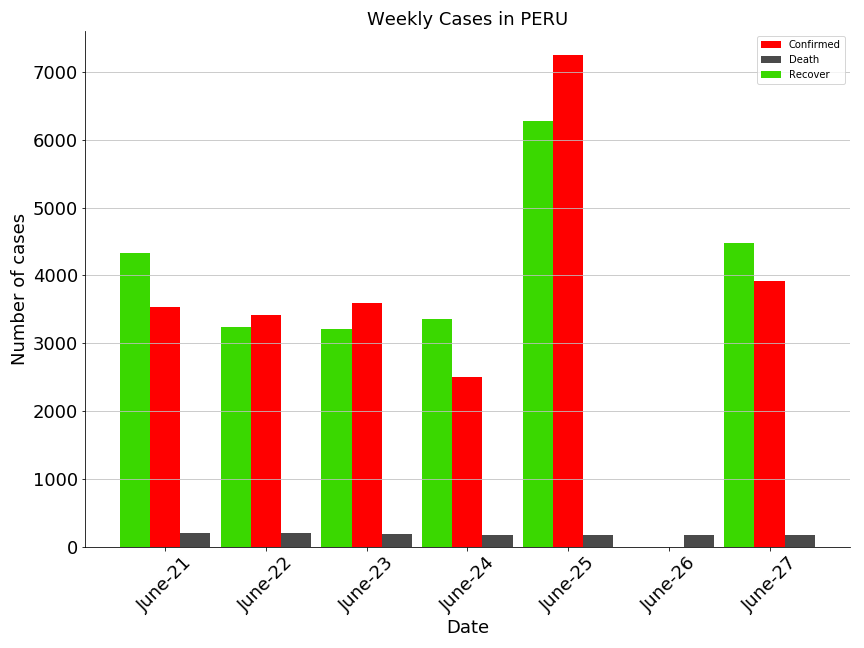 Weekly Cases in PERU
Confirmed
Death
Recover
Number of cases
7000
6000
5000
4000
3000
2000
1000
0
June-21
June-22
June-23
June-24
June-25
June-26
June-27
Date